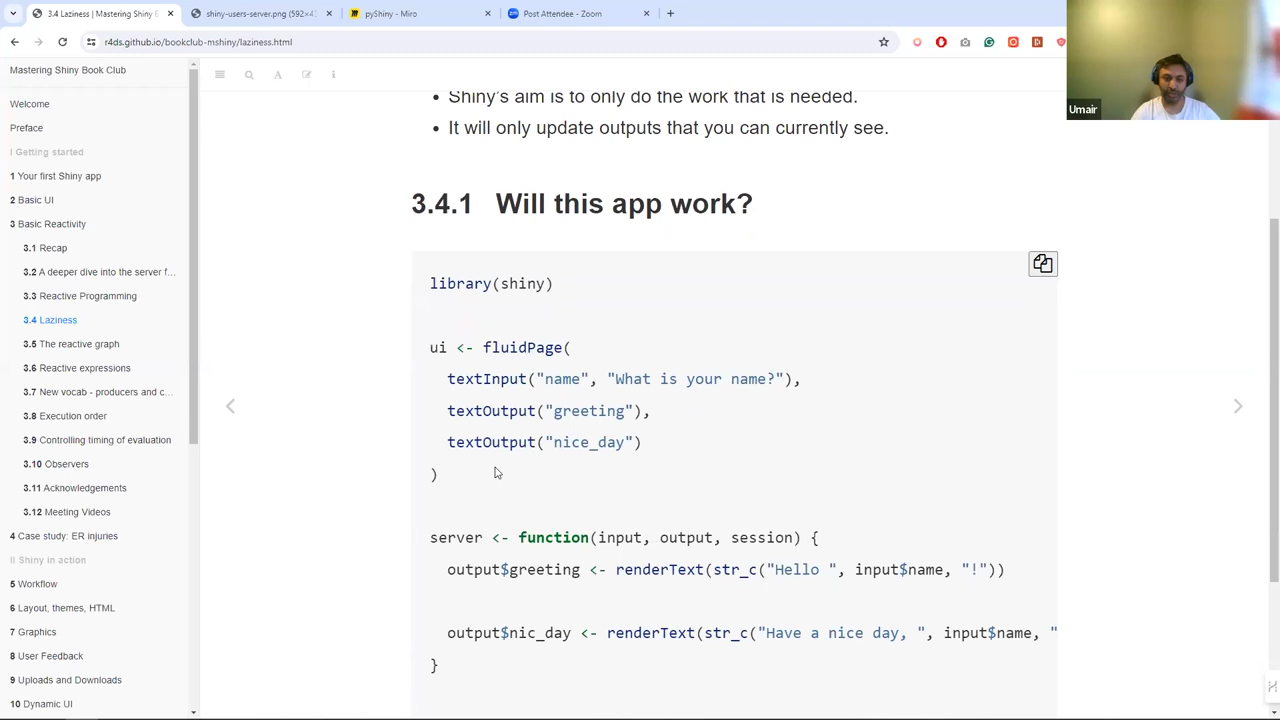 3.4 Laziness | Mastering Shiny B
shiny-users-server.png (592×4
pyShiny - Miro
Post Attendee - Zoom
r4ds.github.io/bookclub-mshiny/laziness.html
Umair
Mastering Shiny Book Club
Welcome
Preface
I Getting started
1 Your first Shiny app
2 Basic UI
3 Basic Reactivity
3.1 Recap
3.2 A deeper dive into the server f…
3.3 Reactive Programming
3.4 Laziness
3.5 The reactive graph
3.6 Reactive expressions
3.7 New vocab - producers and c…
3.8 Execution order
3.9 Controlling timing of evaluation
3.10 Observers
3.11 Acknowledgements
3.12 Meeting Videos
4 Case study: ER injuries
II Shiny in action
5 Workflow
6 Layout, themes, HTML
7 Graphics
8 User Feedback
9 Uploads and Downloads
10 Dynamic UI
• Shiny's aim is to only do the work that is needed.
• It will only update outputs that you can currently see.
3.4.1 Will this app work?
library(shiny)
ui <- fluidPage(
textInput("name", "What is your name?"),
textOutput("greeting"),
textOutput("nice_day")
)
server <- function(input, output, session) {
output$greeting <- renderText(str_c("Hello ", input$name, "!"))
output$nic_day <- renderText(str_c("Have a nice day, ", input$name, "
}